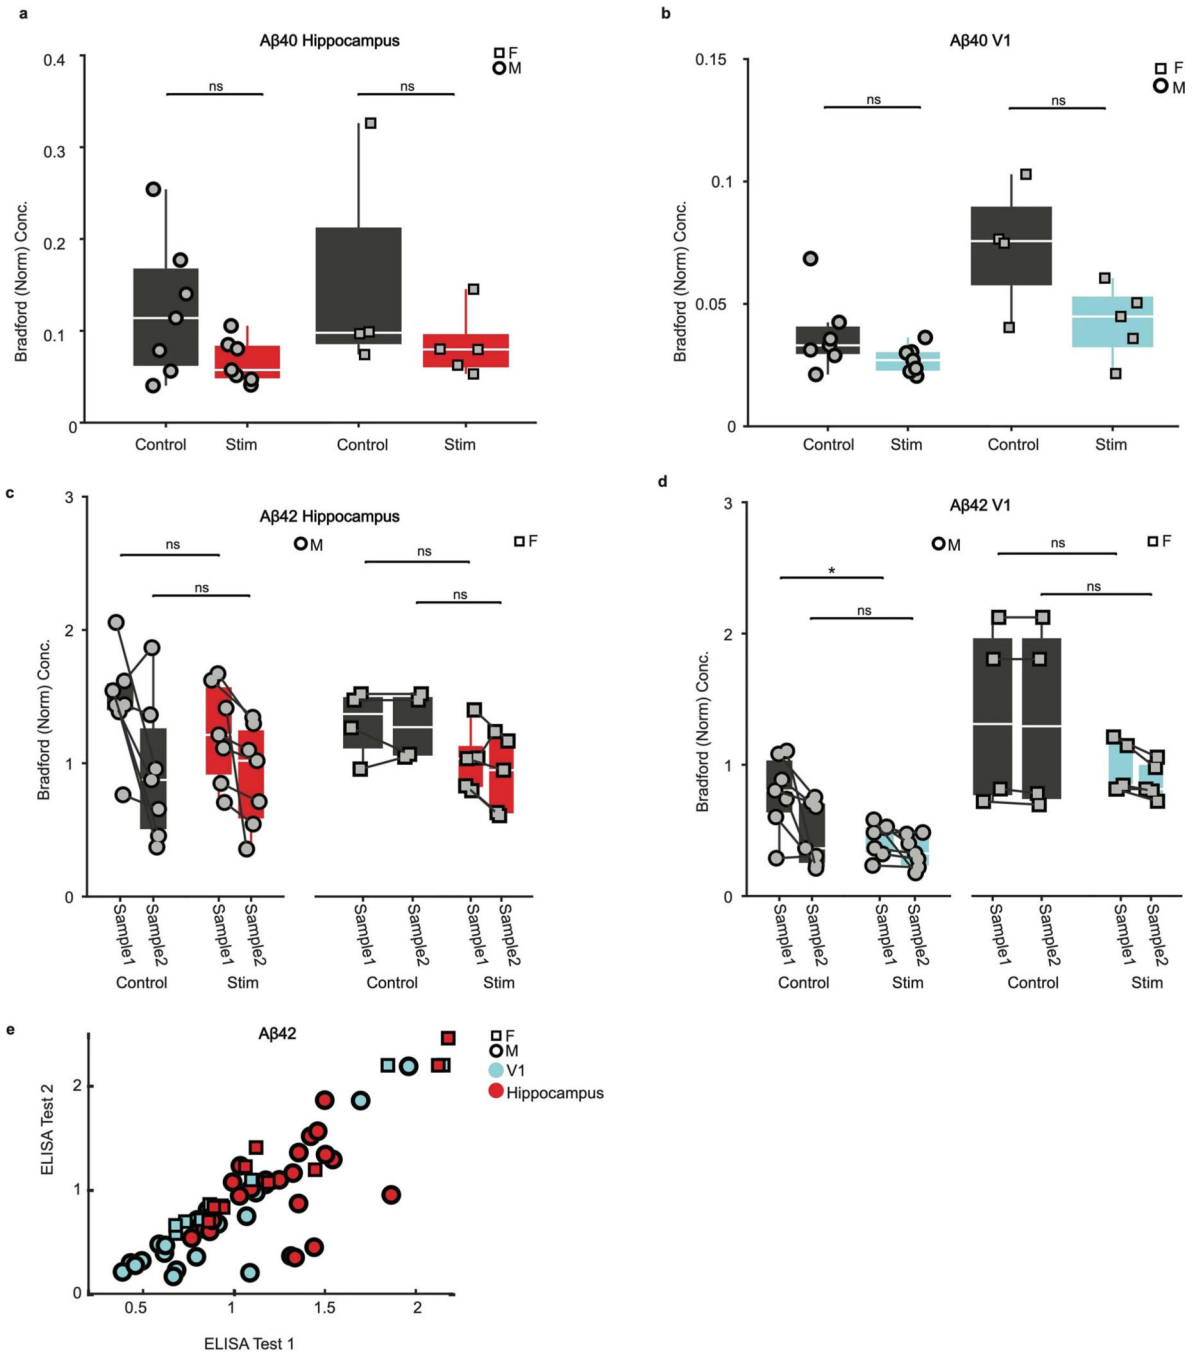 a
Aβ40 Hippocampus
F
M
0.4
0.3
0.2
0.1
0
Bradford (Norm) Conc.
ns
ns
Control
Stim
Control
Stim
b
Aβ40 V1
F
M
0.15
0.1
0.05
0
Bradford (Norm) Conc.
ns
ns
Control
Stim
Control
Stim
c
Aβ42 Hippocampus
M
F
3
2
1
0
Bradford (Norm) Conc.
ns
ns
ns
ns
Sample1
Sample2
Sample1
Sample2
Sample1
Sample2
Sample1
Sample2
Control
Stim
Control
Stim
d
Aβ42 V1
M
F
3
2
1
0
Bradford (Norm) Conc.
*
ns
ns
ns
Sample1
Sample2
Sample1
Sample2
Sample1
Sample2
Sample1
Sample2
Control
Stim
Control
Stim
e
Aβ42
F
M
V1
Hippocampus
2
1
0
ELISA Test 2
0.5
1
1.5
2
ELISA Test 1